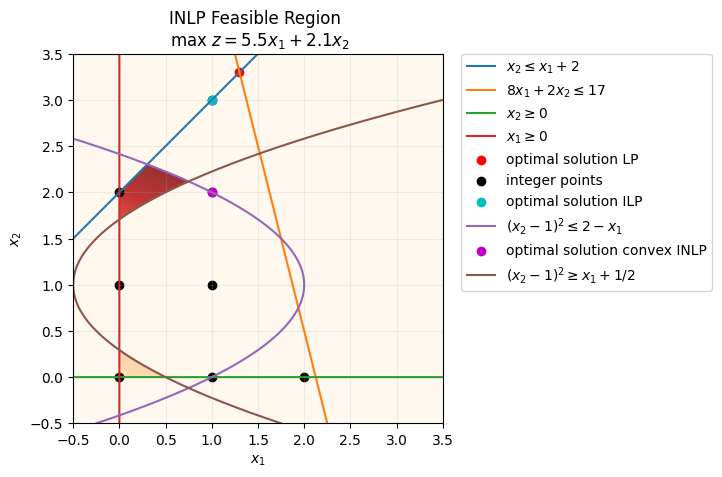 INLP Feasible Region
max z = 5.5x₁ + 2.1x₂
3.5
3.0
2.5
2.0
1.5
1.0
0.5
0.0
−0.5
x₂
−0.5 0.0 0.5 1.0 1.5 2.0 2.5 3.0 3.5
x₁
x₂ ≤ x₁ + 2
8x₁ + 2x₂ ≤ 17
x₂ ≥ 0
x₁ ≥ 0
optimal solution LP
integer points
optimal solution ILP
(x₂ − 1)² ≤ 2 − x₁
optimal solution convex INLP
(x₂ − 1)² ≥ x₁ + 1/2